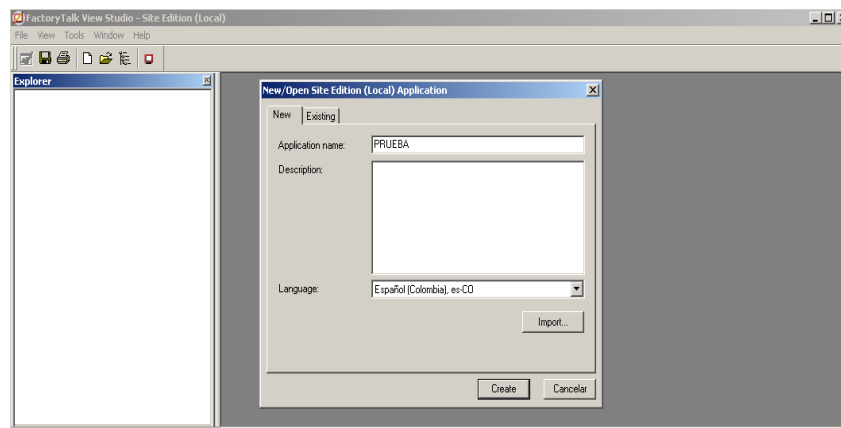 FactoryTalk View Studio - Site Edition (Local)
File View Tools Window Help
Explorer
New/Open Site Edition (Local) Application
New Existing
Application name: PRUEBA
Description:
Language: Español (Colombia), es-CO
Import...
Create Cancelar